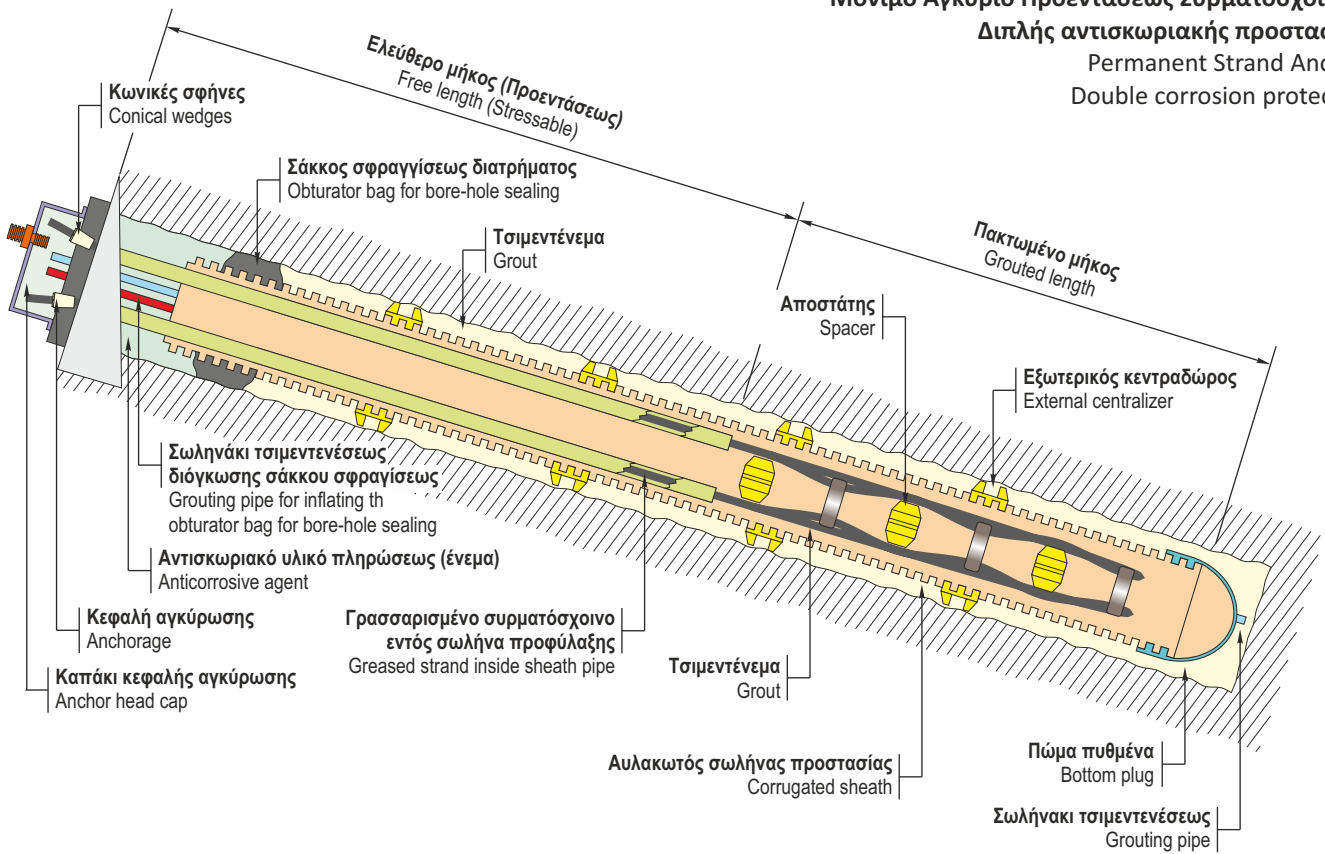 Μόνιμο Αγκύριο Προεντάσεως Συρματόσχοι
Διπλής αντισκωριακής προστασ
Permanent Strand Anc
Double corrosion protec
Ελεύθερο μήκος (Προεντάσεως)
Free length (Stressable)
Κωνικές σφήνες
Conical wedges
Σάκκος σφραγγίσεως διατρήματος
Obturator bag for bore-hole sealing
Τσιμεντένεμα
Grout
Πακτωμένο μήκος
Grouted length
Αποστάτης
Spacer
Εξωτερικός κεντραδώρος
External centralizer
Σωληνάκι τσιμεντενέσεως
διόγκωσης σάκκου σφραγίσεως
Grouting pipe for inflating th
obturator bag for bore-hole sealing
Αντισκωριακό υλικό πληρώσεως (ένεμα)
Anticorrosive agent
Κεφαλή αγκύρωσης
Anchorage
Καπάκι κεφαλής αγκύρωσης
Anchor head cap
Γρασσαρισμένο συρματόσχοινο
εντός σωλήνα προφύλαξης
Greased strand inside sheath pipe
Τσιμεντένεμα
Grout
Αυλακωτός σωλήνας προστασίας
Corrugated sheath
Πώμα πυθμένα
Bottom plug
Σωλήνακι τσιμεντενέσεως
Grouting pipe